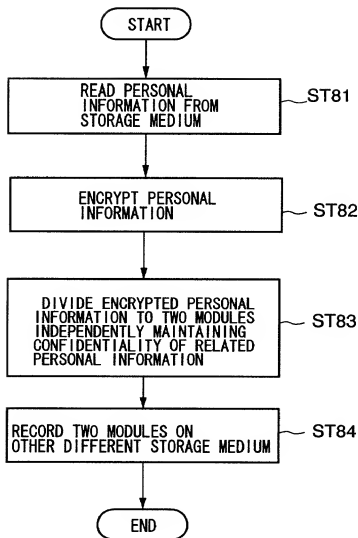 START
READ PERSONAL
INFORMATION FROM
STORAGE MEDIUM
ST81
ENCRYPT PERSONAL
INFORMATION
ST82
DIVIDE ENCRYPTED PERSONAL
INFORMATION TO TWO MODULES
INDEPENDENTLY MAINTAINING
CONFIDENTIALITY OF RELATED
PERSONAL INFORMATION
ST83
RECORD TWO MODULES ON
OTHER DIFFERENT STORAGE MEDIUM
ST84
END